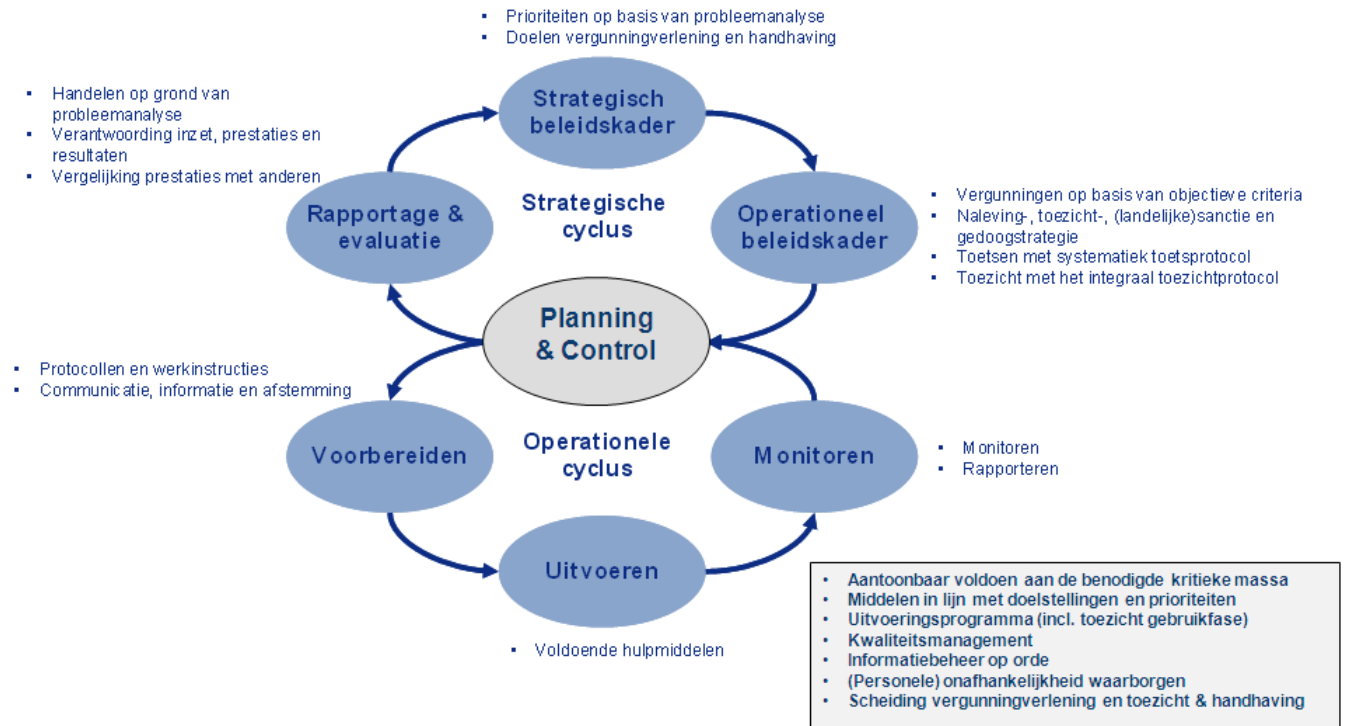 ▪ Prioriteiten op basis van probleemanalyse
▪ Doelen vergunningverlening en handhaving
▪ Handelen op grond van
probleemanalyse
▪ Verantwoording inzet, prestaties en
resultaten
▪ Vergelijking prestaties met anderen
Strategisch
beleidskader
Rapportage &
evaluatie
Strategische
cyclus
Operationeel
beleidskader
▪ Vergunningen op basis van objectieve criteria
▪ Naleving-, toezicht-, (landelijke)sanctie en
gedoogstrategie
▪ Toetsen met systematiek toetsprotocol
▪ Toezicht met het integraal toezichtprotocol
Planning
& Control
▪ Protocollen en werkinstructies
▪ Communicatie, informatie en afstemming
Voorbereiden
Operationele
cyclus
Monitoren
▪ Monitoren
▪ Rapporteren
Uitvoeren
▪ Voldoende hulpmiddelen
• Aantoonbaar voldoen aan de benodigde kritieke massa
• Middelen in lijn met doelstellingen en prioriteiten
• Uitvoeringsprogramma (incl. toezicht gebruikfase)
• Kwaliteitsmanagement
• Informatiebeheer op orde
• (Personele) onafhankelijkheid waarborgen
• Scheiding vergunningverlening en toezicht & handhaving